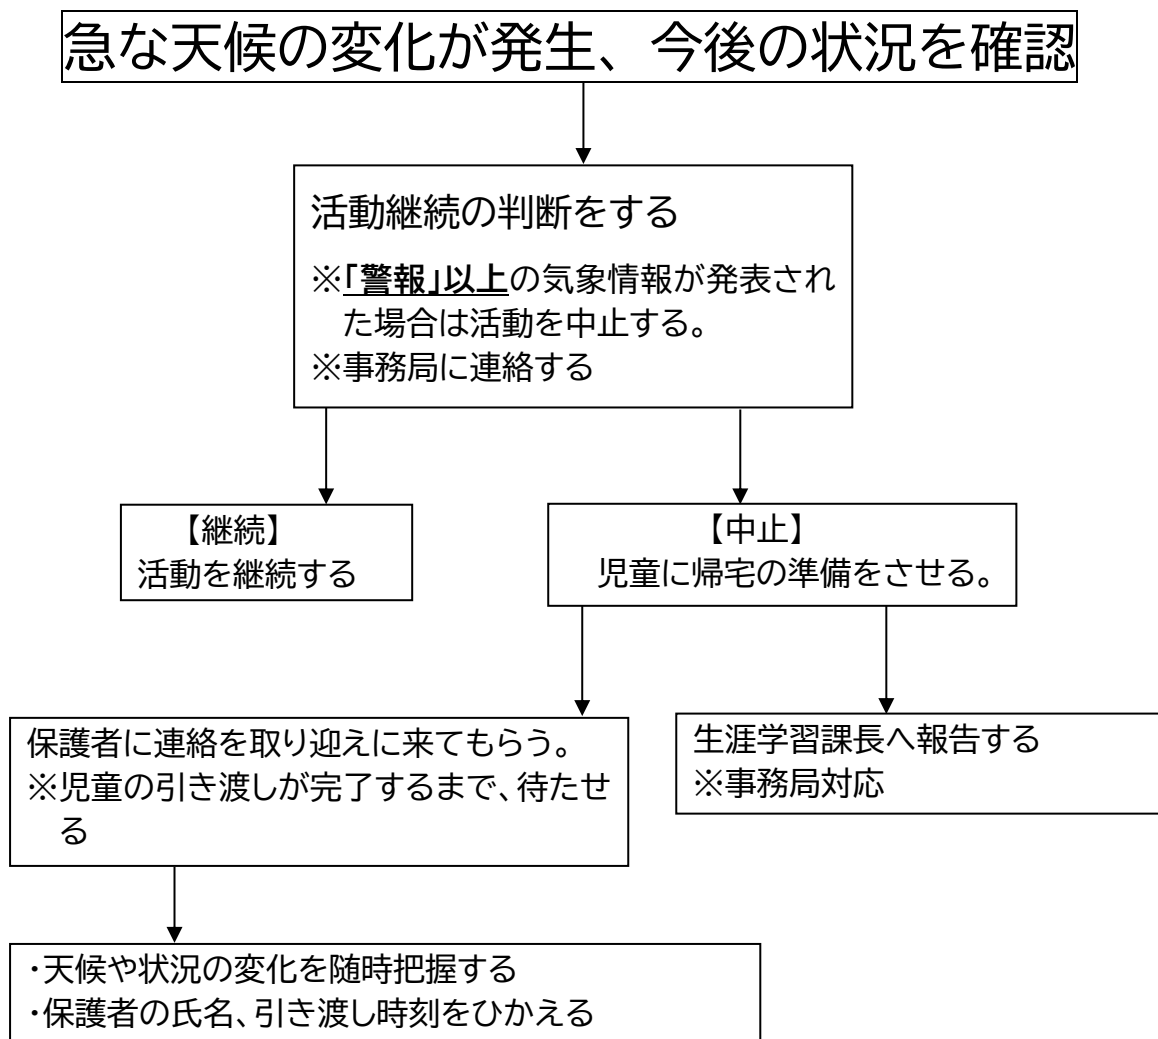 急な天候の変化が発生、今後の状況を確認
活動継続の判断をする
※「警報」以上の気象情報が発表され
た場合は活動を中止する。
※事務局に連絡する
【継続】
活動を継続する
【中止】
児童に帰宅の準備をさせる。
保護者に連絡を取り迎えに来てもらう。
※児童の引き渡しが完了するまで、待たせ
る
生涯学習課長へ報告する
※事務局対応
・天候や状況の変化を随時把握する
・保護者の氏名、引き渡し時刻をひかえる